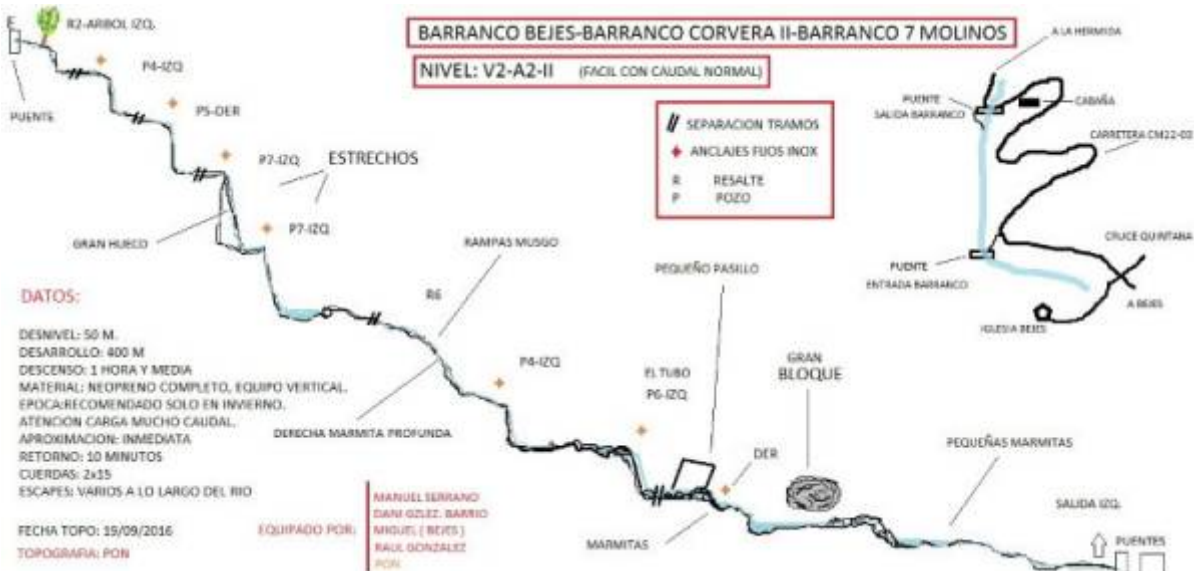 BARRANCO BEJES-BARRANCO CORVERA II-BARRANCO 7 MOLINOS
NIVEL: V2-A2-II (FACIL CON CAUDAL NORMAL)
SEPARACION TRAMOS
ANCLAJES FIJOS INOX
R RESALTE
P POZO
E
R2-ARBOL IZQ.
PUENTE
P4-IZQ
P5-DER
P7-IZQ
ESTRECHOS
GRAN HUECO
P7-IZQ
RAMPAS MUSGO
R6
DERECHA MARMITA PROFUNDA
P4-IZQ
PEQUEÑO PASILLO
EL TUBO
P6-IZQ
GRAN
BLOQUE
DER
MARMITAS
PEQUEÑAS MARMITAS
SALIDA IZQ.
PUENTES
A LA HERMIDA
PUENTE
SALIDA BARRANCO
CABAÑA
CARRETERA CM22-03
CRUCE QUINTANA
PUENTE
ENTRADA BARRANCO
A BEJES
IGLESIA BEJES
DATOS:
DESNIVEL: 50 M.
DESARROLLO: 400 M
DESCENSO: 1 HORA Y MEDIA
MATERIAL: NEOPRENO COMPLETO, EQUIPO VERTICAL.
EPOCA:RECOMENDADO SOLO EN INVIERNO.
ATENCION CARGA MUCHO CAUDAL.
APROXIMACION: INMEDIATA
RETORNO: 10 MINUTOS
CUERDAS: 2x15
ESCAPES: VARIOS A LO LARGO DEL RIO
FECHA TOPO: 19/09/2016
TOPOGRAFIA: PON
EQUIPADO POR:
MANUEL SERRANO
DANI GZLEZ. BARRIO
MIGUEL ( BEJES )
RAUL GONZALEZ
PON